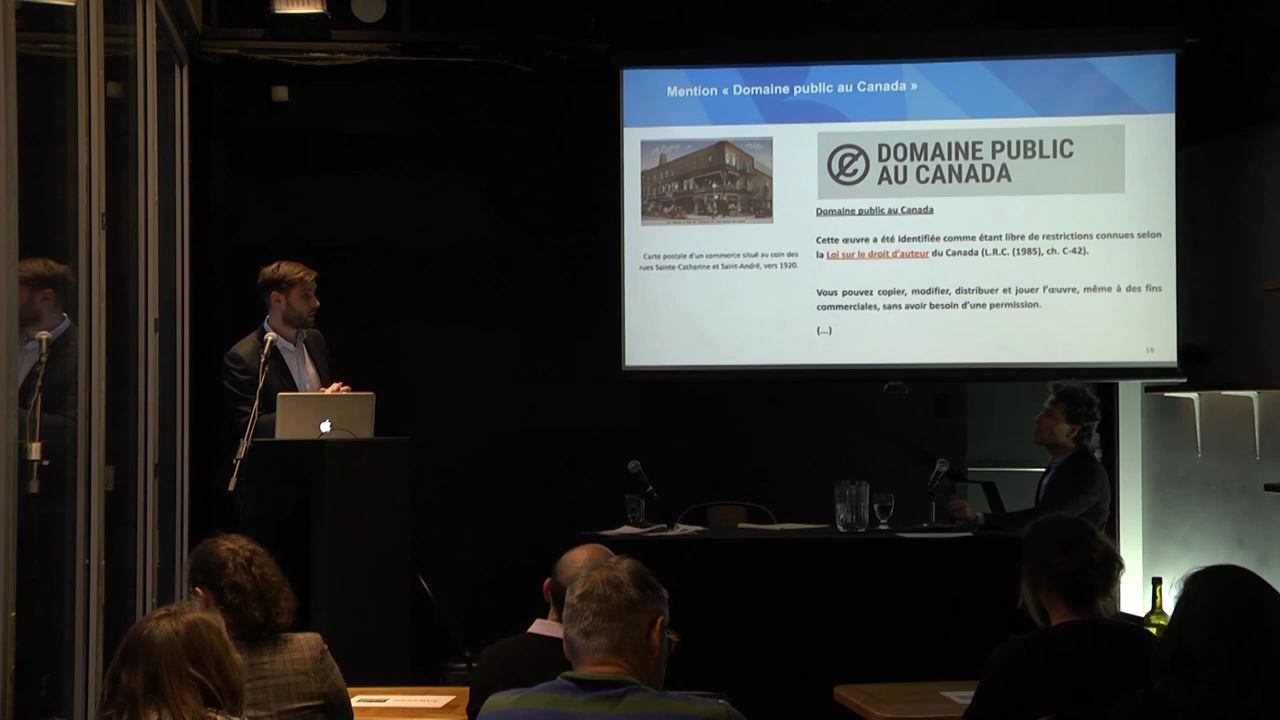 Mention « Domaine public au Canada »
DOMAINE PUBLIC
AU CANADA
Domaine public au Canada
Carte postale d'un commerce situé au coin des
rues Sainte-Catherine et Saint-André, vers 1920.
Cette œuvre a été identifiée comme étant libre de restrictions connues selon
la Loi sur le droit d'auteur du Canada (L.R.C. (1985), ch. C-42).
Vous pouvez copier, modifier, distribuer et jouer l'œuvre, même à des fins
commerciales, sans avoir besoin d'une permission.
(...)
16